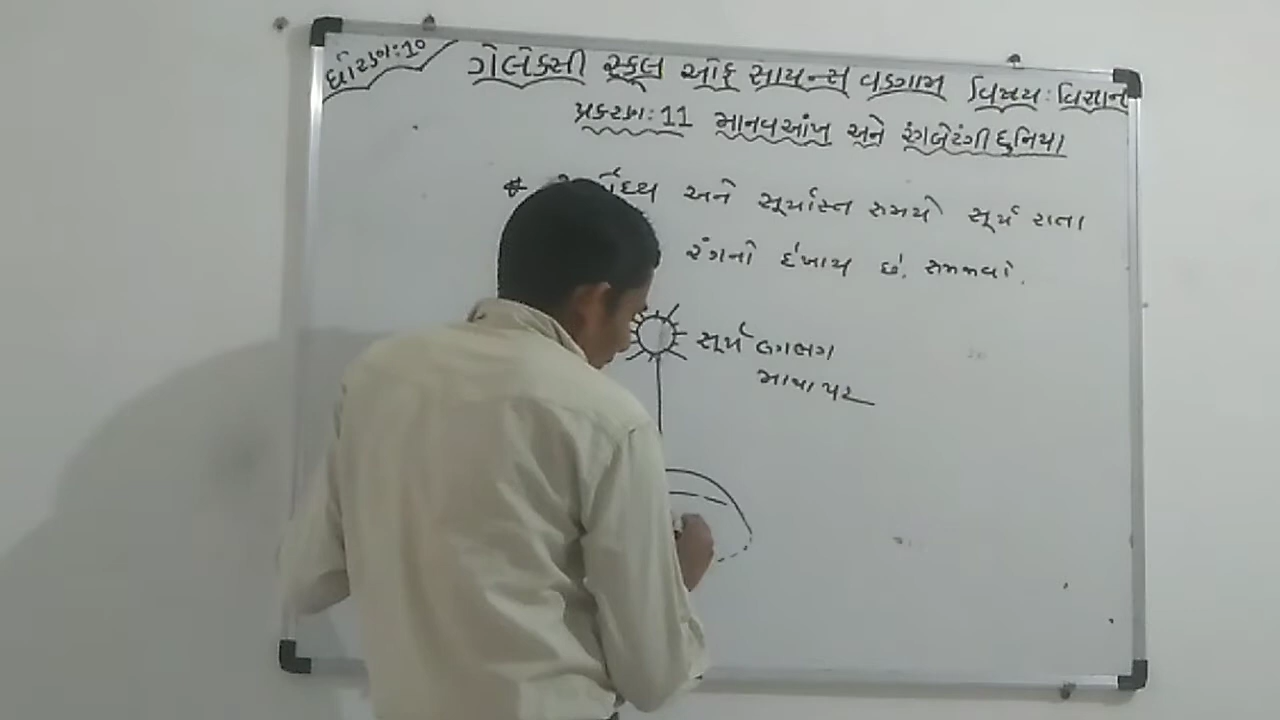 ધોરણ:10
ગેલેક્સી સ્કૂલ ઓફ સાયન્સ વડગામ
વિષય: વિજ્ઞાન
પ્રકરણ:11 માનવઆંખ અને રંગબેરંગી દુનિયા
* અને સૂર્યાસ્ત સમયે સૂર્ય રાતા
રંગનો દેખાય છે. સમજાવો.
સૂર્ય લગભગ
માથા પર